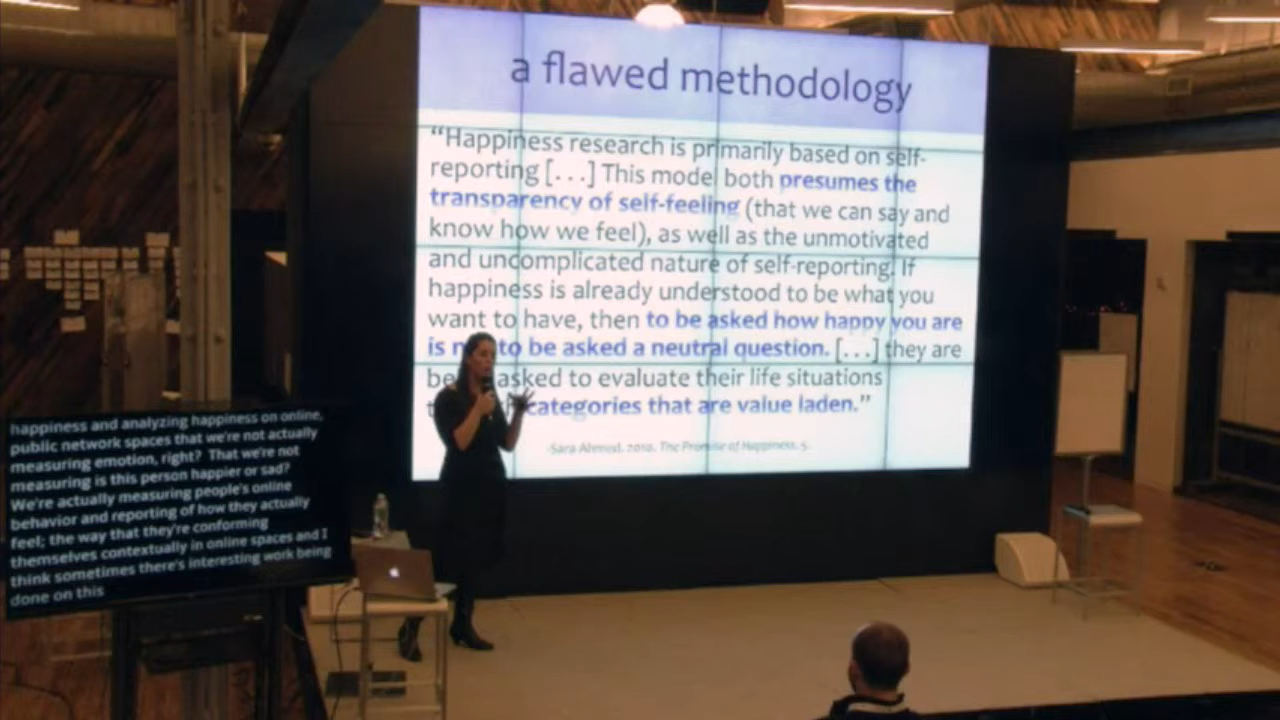 a flawed methodology
“Happiness research is primarily based on self-
reporting [...] This model both presumes the
transparency of self-feeling (that we can say and
know how we feel), as well as the unmotivated
and uncomplicated nature of self-reporting. If
happiness is already understood to be what you
want to have, then to be asked how happy you are
is to be asked a neutral question. [...] they are
asked to evaluate their life situations
categories that are value laden.”
-Sara Ahmed, 2010, The Promise of Happiness, 5.
happiness and analyzing happiness on online,
public network spaces that we're not actually
measuring emotion, right? That we're not
measuring is this person happier or sad?
We're actually measuring people's online
behavior and reporting of how they actually
feel; the way that they're conforming
themselves contextually in online spaces and I
think sometimes there's interesting work being
done on this